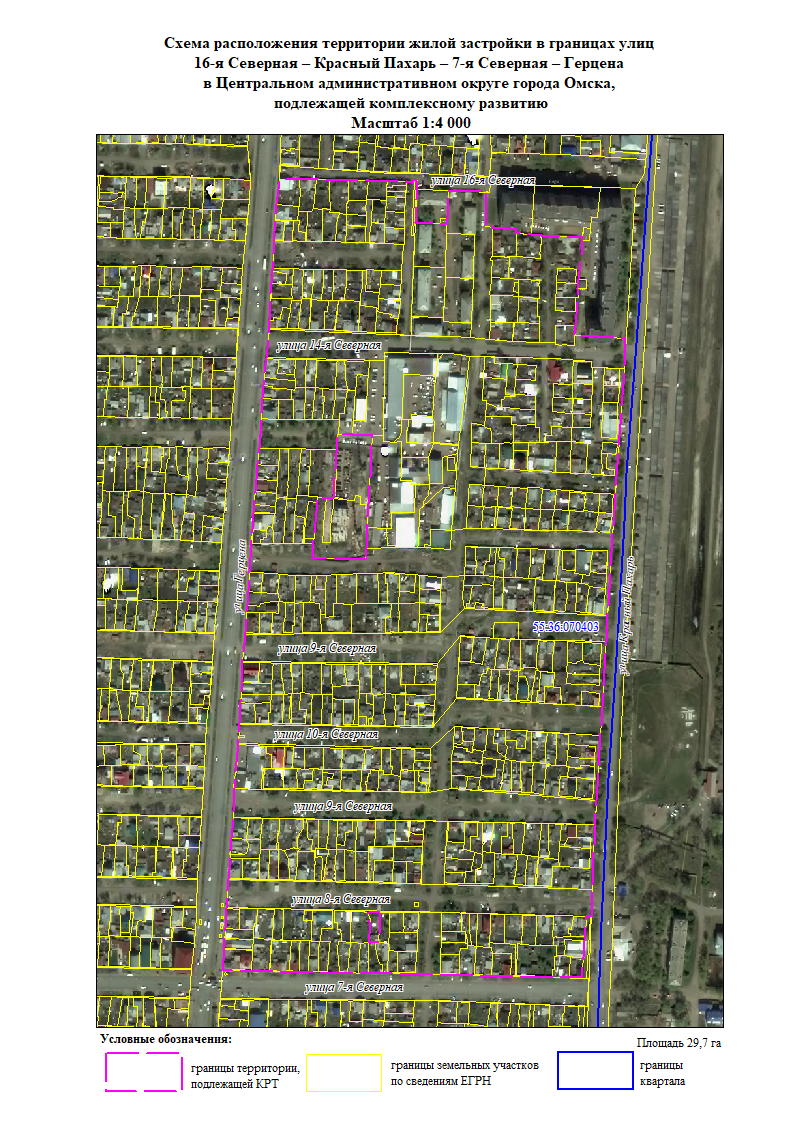 Схема расположения территории жилой застройки в границах улиц
16-я Северная – Красный Пахарь – 7-я Северная – Герцена
в Центральном административном округе города Омска,
подлежащей комплексному развитию
Масштаб 1:4 000
улица 16-я Северная
улица 14-я Северная
улица Герцена
улица Красный Пахарь
55:36:070403
улица 9-я Северная
улица 10-я Северная
улица 9-я Северная
улица 8-я Северная
улица 7-я Северная
Условные обозначения:
Площадь 29,7 га
границы территории,
подлежащей КРТ
границы земельных участков
по сведениям ЕГРН
границы
квартала